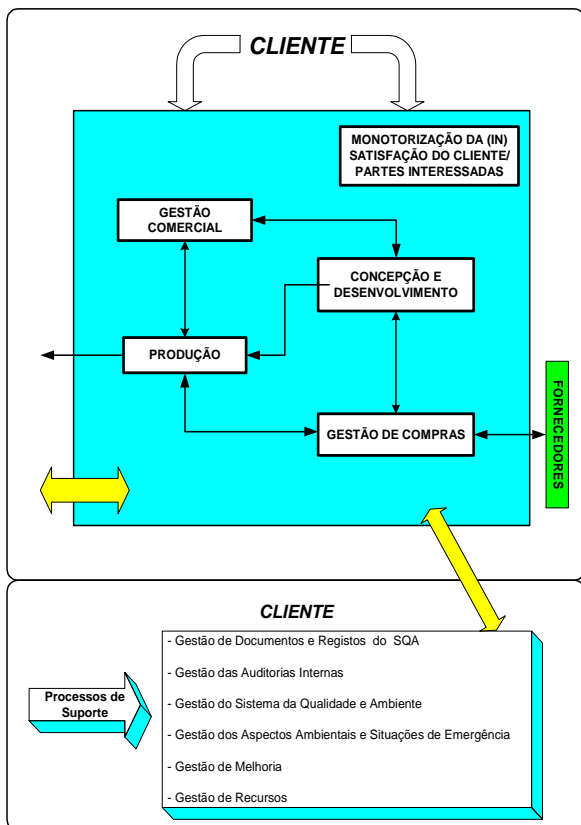 CLIENTE
MONOTORIZAÇÃO DA (IN)
SATISFAÇÃO DO CLIENTE/
PARTES INTERESSADAS
GESTÃO
COMERCIAL
CONCEPÇÃO E
DESENVOLVIMENTO
PRODUÇÃO
GESTÃO DE COMPRAS
FORNECEDORES
CLIENTE
Processos de
Suporte
- Gestão de Documentos e Registos do SQA
- Gestão das Auditorias Internas
- Gestão do Sistema da Qualidade e Ambiente
- Gestão dos Aspectos Ambientais e Situações de Emergência
- Gestão de Melhoria
- Gestão de Recursos